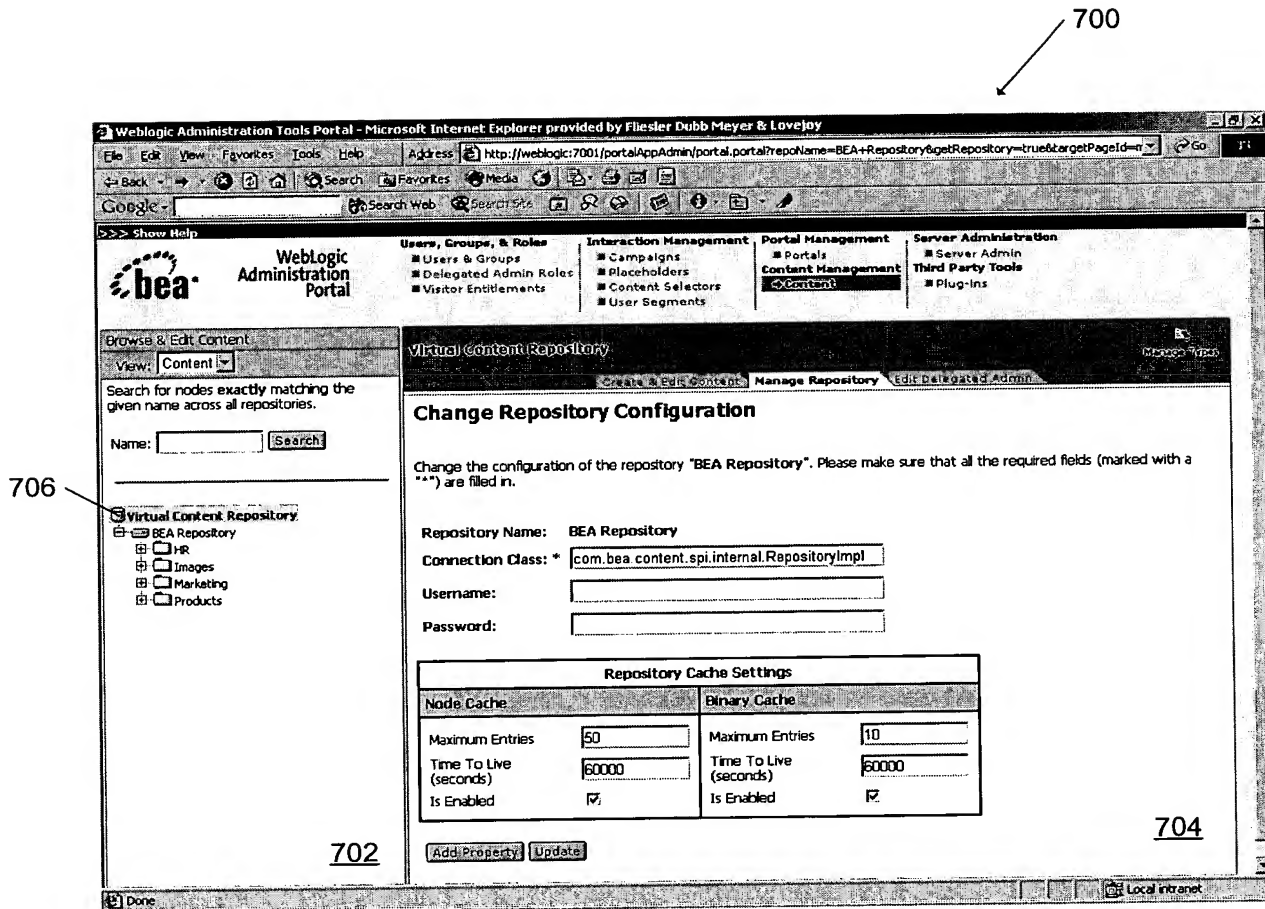 700
Weblogic Administration Tools Portal - Microsoft Internet Explorer provided by Fliesler Dubb Meyer & Lovejoy
File Edit View Favorites Tools Help Address http://weblogic:7001/portalAppAdmin/portal.portal?repoName=BEA+Repository&getRepository=true&targetPageId=m Go
Back Search Favorites Media
Google Search Web Search Site
>>> Show Help
bea WebLogic Administration Portal
Users, Groups, & Roles
Users & Groups
Delegated Admin Roles
Visitor Entitlements
Interaction Management
Campaigns
Placeholders
Content Selectors
User Segments
Portal Management
Portals
Content Management
Content
Server Administration
Server Admin
Third Party Tools
Plug-Ins
Browse & Edit Content
View: Content
Search for nodes exactly matching the
given name across all repositories.
Name: Search
706
Virtual Content Repository
BEA Repository
HR
Images
Marketing
Products
702
Virtual Content Repository
Manage Types
Create & Edit Content Manage Repository Edit Delegated Admin
Change Repository Configuration
Change the configuration of the repository "BEA Repository". Please make sure that all the required fields (marked with a
"*") are filled in.
Repository Name: BEA Repository
Connection Class: * com.bea.content.spi.internal.RepositoryImpl
Username:
Password:
Repository Cache Settings
Node Cache Binary Cache
Maximum Entries 50 Maximum Entries 10
Time To Live (seconds) 60000 Time To Live (seconds) 60000
Is Enabled Is Enabled
Add Property Update
704
Done Local intranet